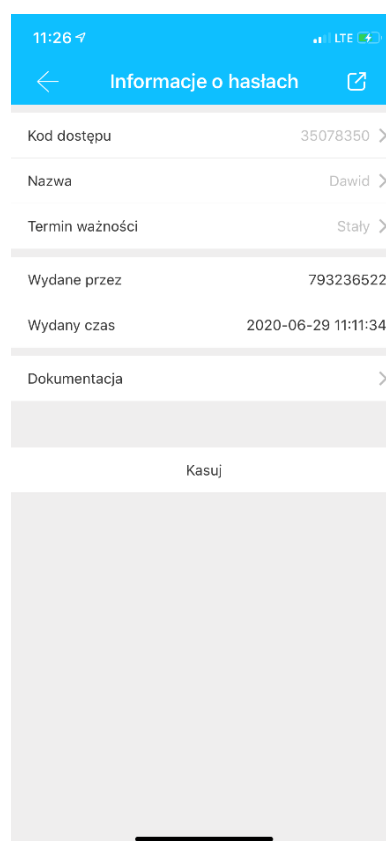 11:26 LTE
Informacje o hasłach
Kod dostępu 35078350
Nazwa Dawid
Termin ważności Stały
Wydane przez 793236522
Wydany czas 2020-06-29 11:11:34
Dokumentacja
Kasuj